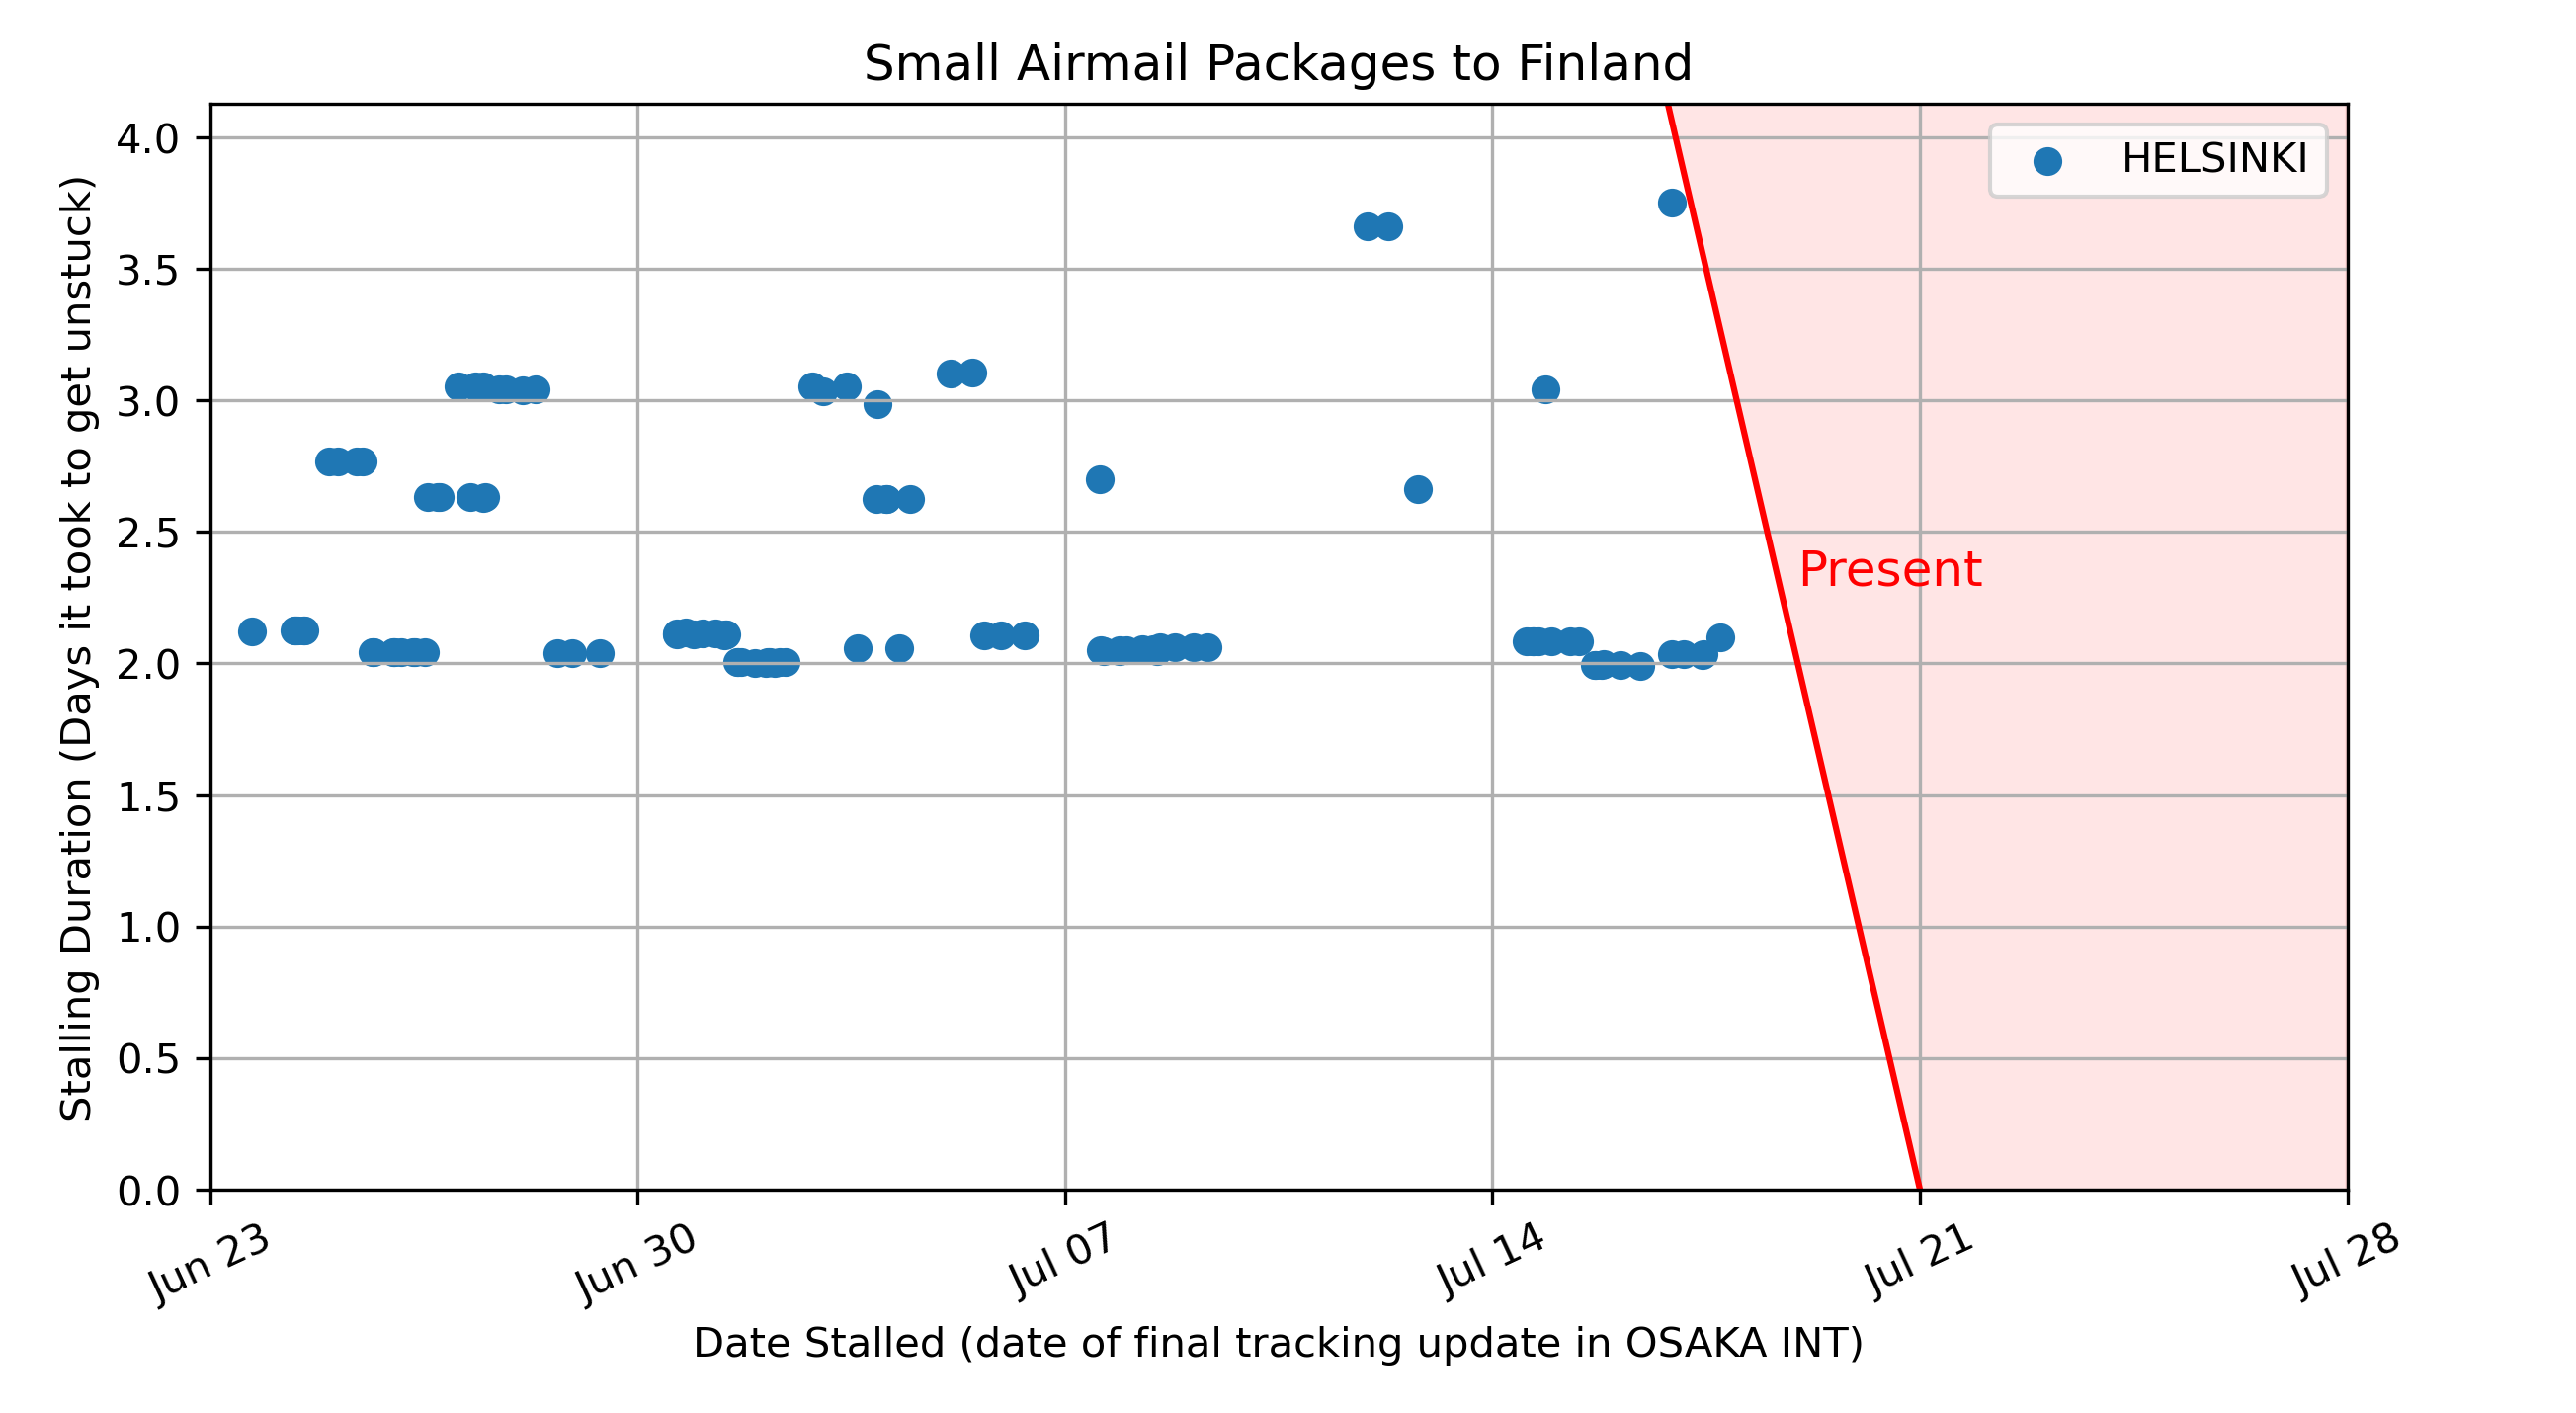 Small Airmail Packages to Finland
HELSINKI
Present
Stalling Duration (Days it took to get unstuck)
4.0
3.5
3.0
2.5
2.0
1.5
1.0
0.5
0.0
Jun 23
Jun 30
Jul 07
Jul 14
Jul 21
Jul 28
Date Stalled (date of final tracking update in OSAKA INT)